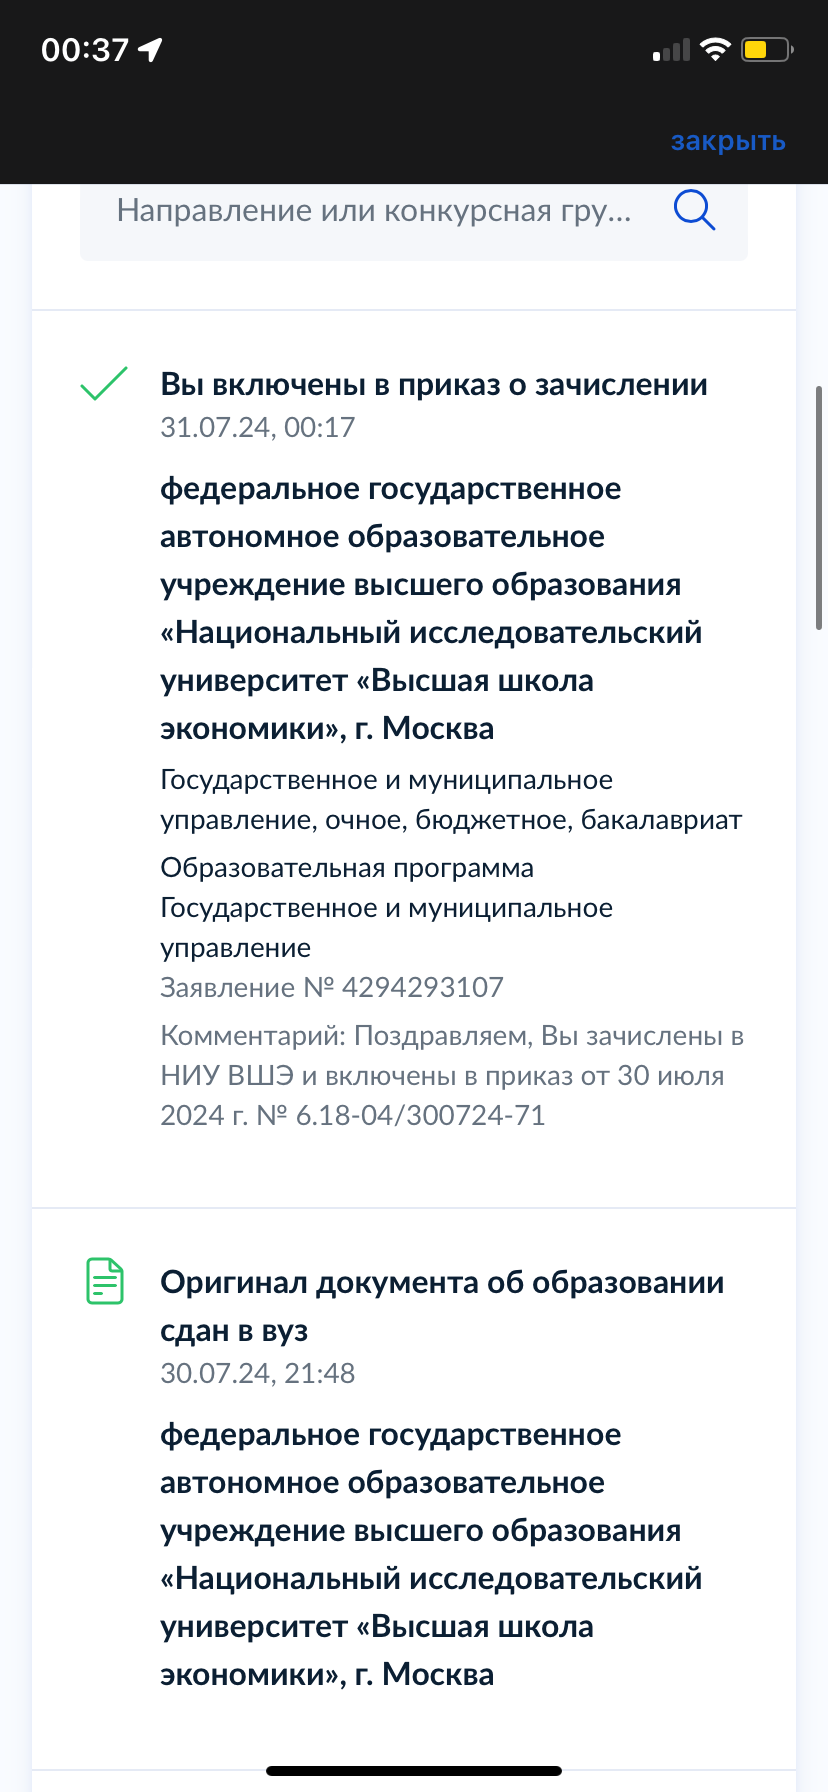 00:37
закрыть
Направление или конкурсная гру...
Вы включены в приказ о зачислении
31.07.24, 00:17
федеральное государственное
автономное образовательное
учреждение высшего образования
«Национальный исследовательский
университет «Высшая школа
экономики», г. Москва
Государственное и муниципальное
управление, очное, бюджетное, бакалавриат
Образовательная программа
Государственное и муниципальное
управление
Заявление № 4294293107
Комментарий: Поздравляем, Вы зачислены в
НИУ ВШЭ и включены в приказ от 30 июля
2024 г. № 6.18-04/300724-71
Оригинал документа об образовании
сдан в вуз
30.07.24, 21:48
федеральное государственное
автономное образовательное
учреждение высшего образования
«Национальный исследовательский
университет «Высшая школа
экономики», г. Москва